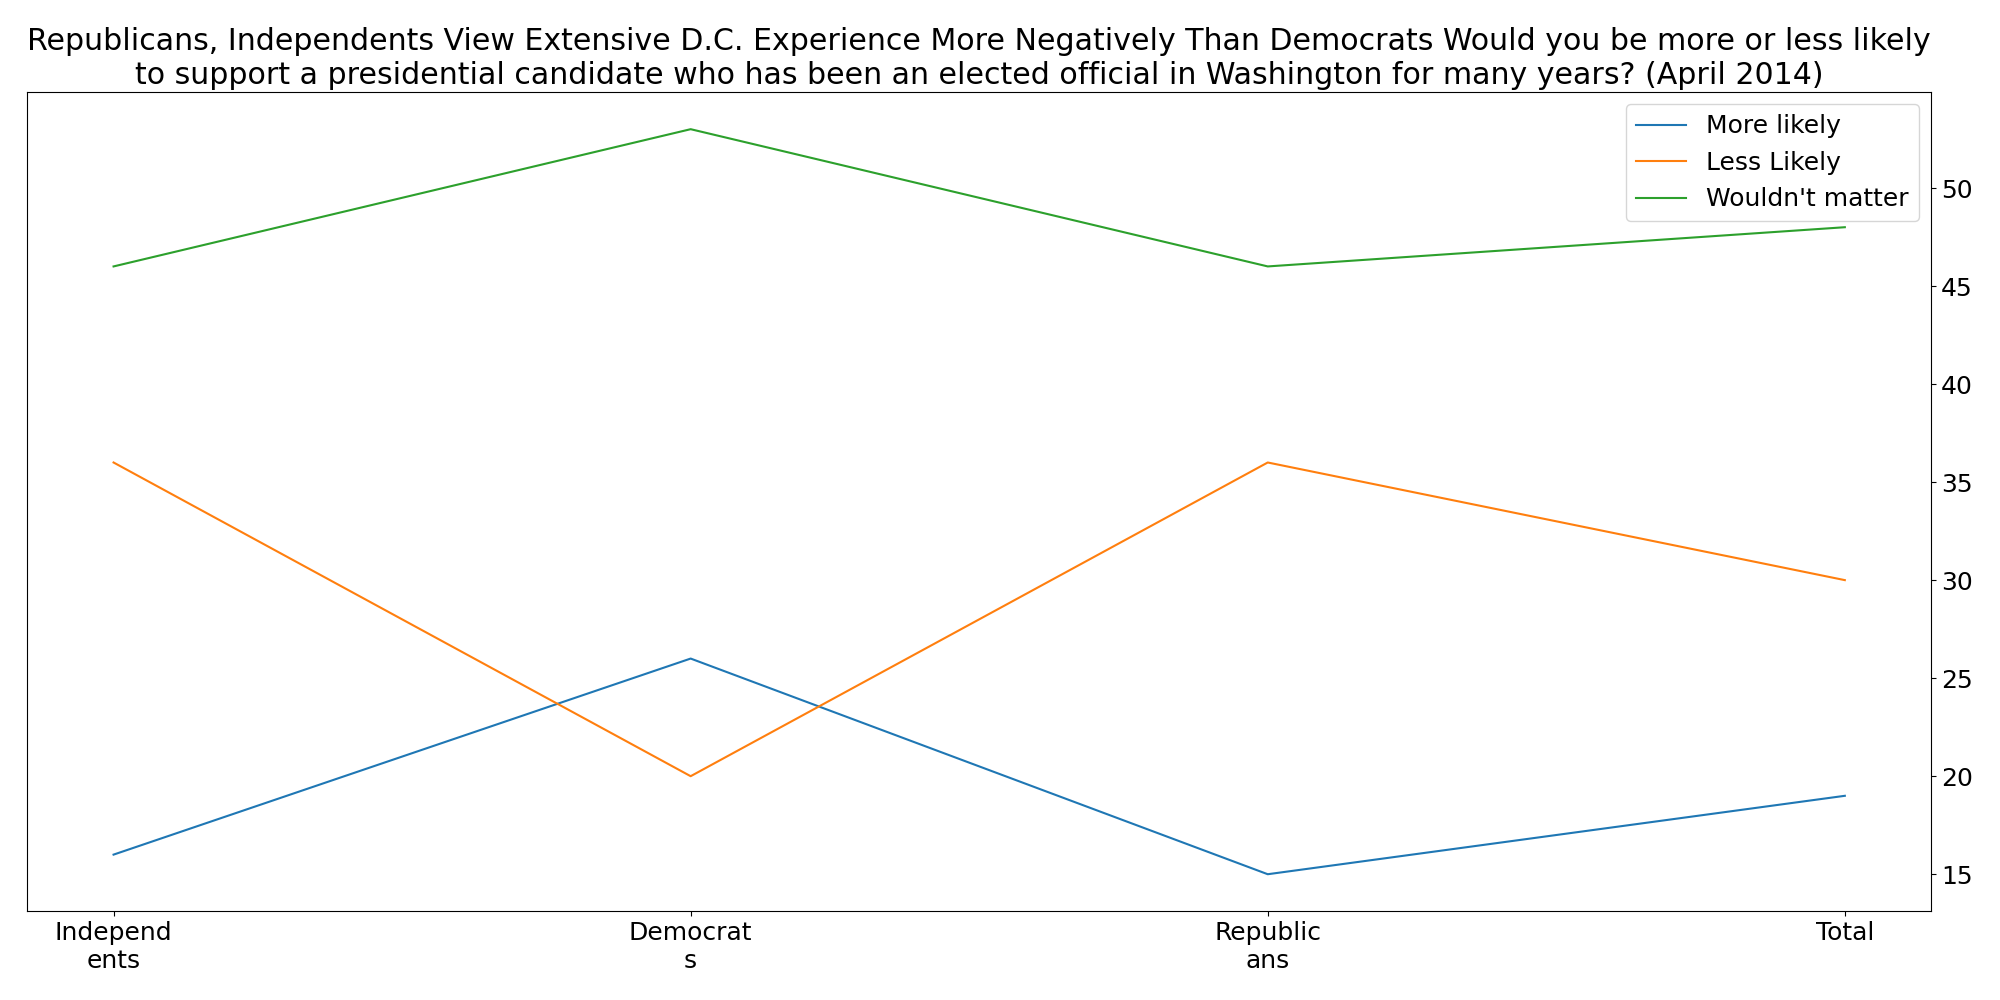 Republicans, Independents View Extensive D.C. Experience More Negatively Than Democrats Would you be more or less likely
to support a presidential candidate who has been an elected official in Washington for many years? (April 2014)
More likely
Less Likely
Wouldn't matter
50
45
40
35
30
25
20
15
Independ
ents
Democrat
s
Republic
ans
Total